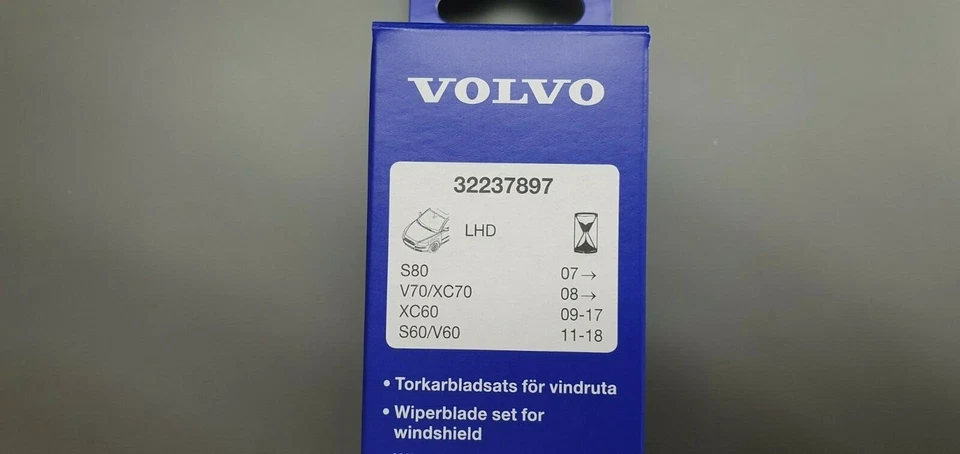 VOLVO
32237897
LHD
S80 07→
V70/XC70 08→
XC60 09-17
S60/V60 11-18
• Torkarbladsats för vindruta
• Wiperblade set for
windshield